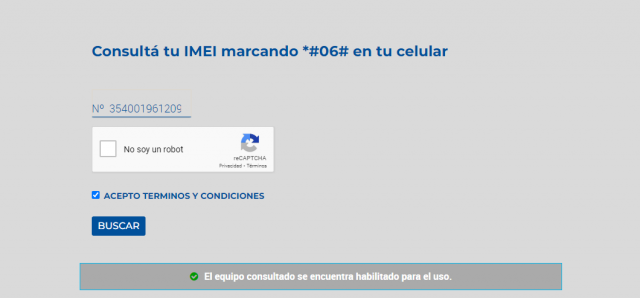 Consultá tu IMEI marcando *#06# en tu celular
Nº 354001961209
No soy un robot
reCAPTCHA
Privacidad - Términos
ACEPTO TERMINOS Y CONDICIONES
BUSCAR
El equipo consultado se encuentra habilitado para el uso.